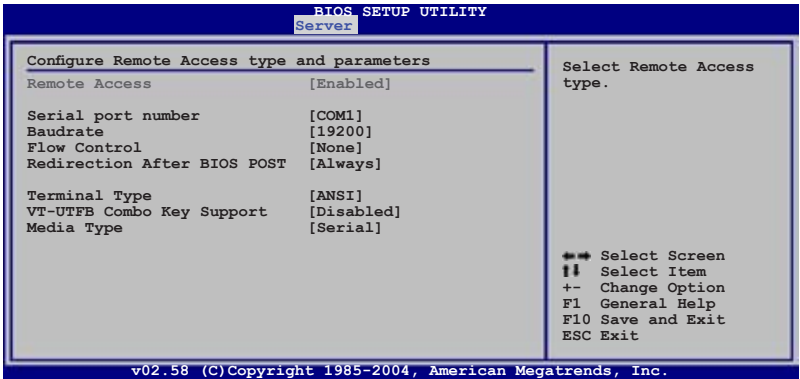 BIOS SETUP UTILITY
Server
Configure Remote Access type and parameters
Remote Access [Enabled]
Serial port number [COM1]
Baudrate [19200]
Flow Control [None]
Redirection After BIOS POST [Always]
Terminal Type [ANSI]
VT-UTFB Combo Key Support [Disabled]
Media Type [Serial]
Select Remote Access
type.
←→ Select Screen
↑↓ Select Item
+- Change Option
F1 General Help
F10 Save and Exit
ESC Exit
v02.58 (C)Copyright 1985-2004, American Megatrends, Inc.